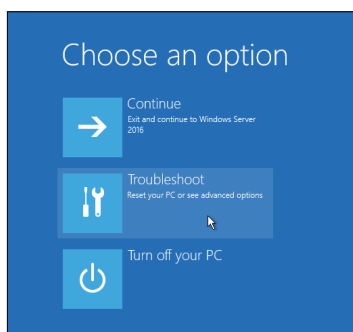 Choose an option
Continue
Exit and continue to Windows Server
2016
Troubleshoot
Reset your PC or see advanced options
Turn off your PC